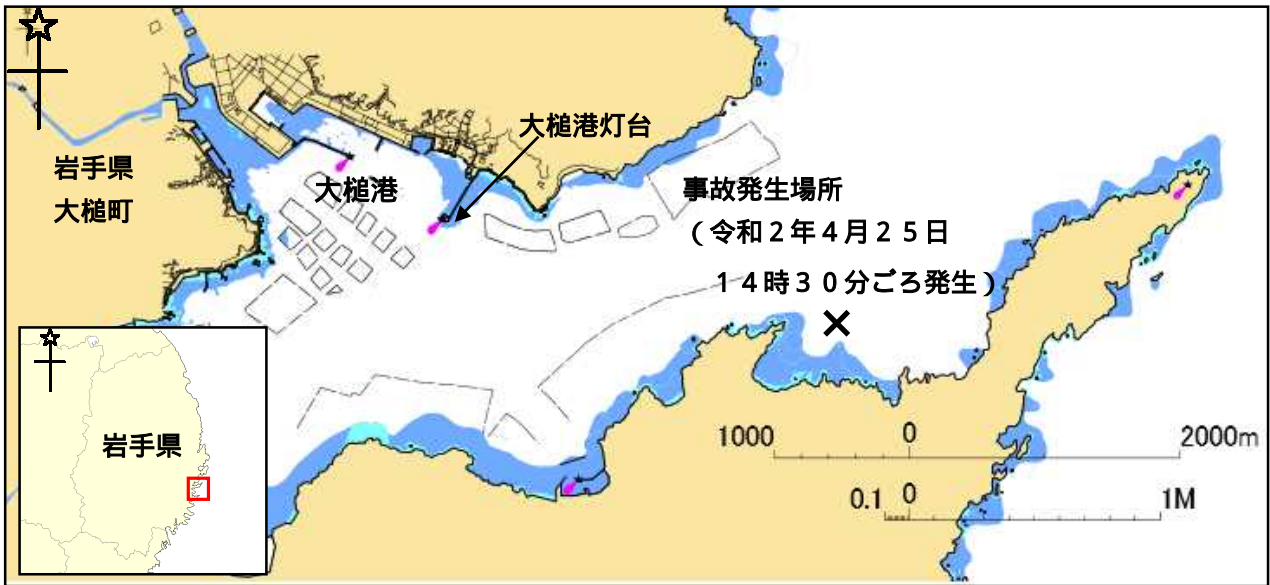 大槌港灯台
岩手県
大槌町
大槌港
事故発生場所
（令和２年４月２５日
１４時３０分ごろ発生）
岩手県
1000 0 2000m
0.1 0 1M